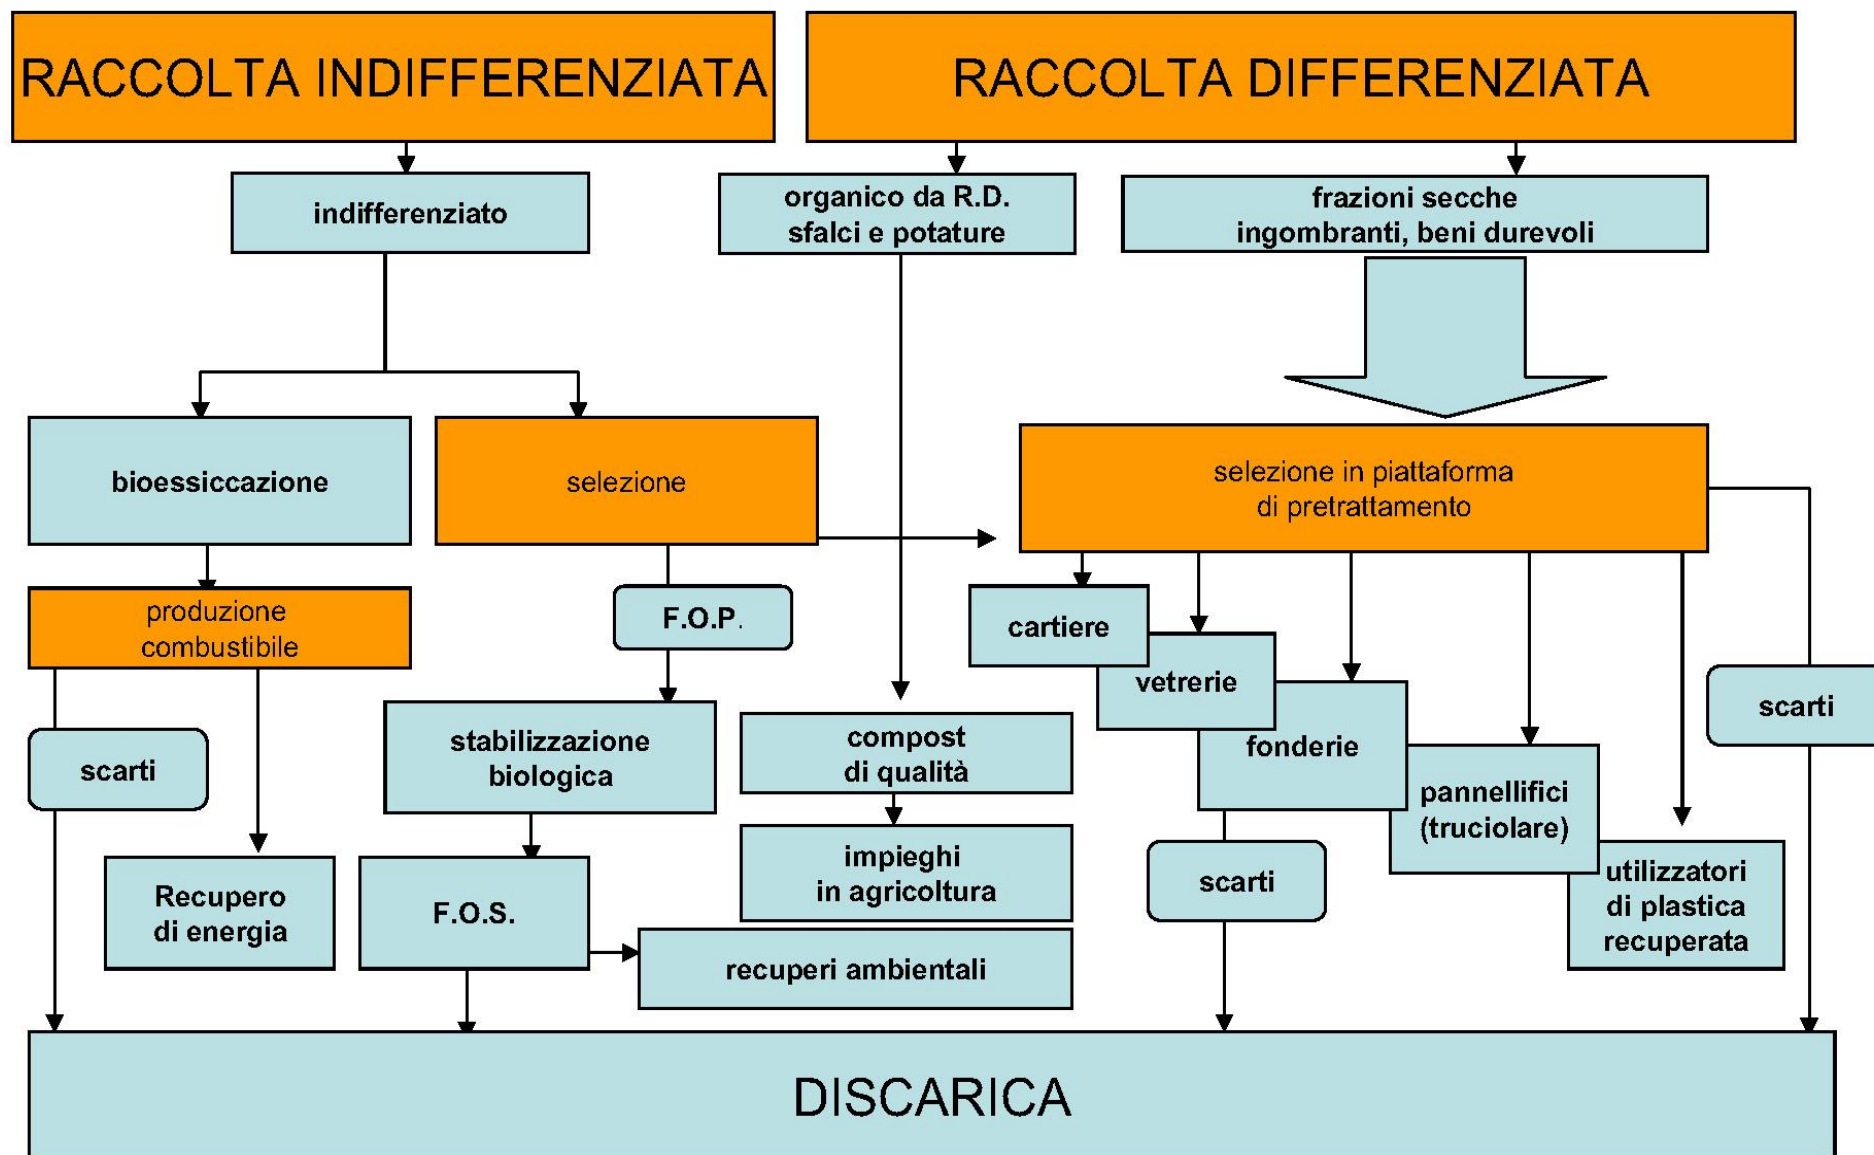 RACCOLTA INDIFFERENZIATA
RACCOLTA DIFFERENZIATA
indifferenziato
organico da R.D.
sfalci e potature
frazioni secche
ingombranti, beni durevoli
bioessiccazione
selezione
selezione in piattaforma
di pretrattamento
produzione
combustibile
F.O.P.
cartiere
vetrerie
fonderie
pannellifici
(truciolare)
utilizzatori
di plastica
recuperata
scarti
scarti
stabilizzazione
biologica
compost
di qualità
impieghi
in agricoltura
scarti
Recupero
di energia
F.O.S.
recuperi ambientali
DISCARICA